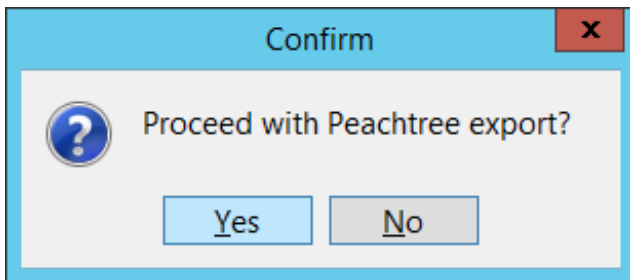 Confirm
x
Proceed with Peachtree export?
Yes No